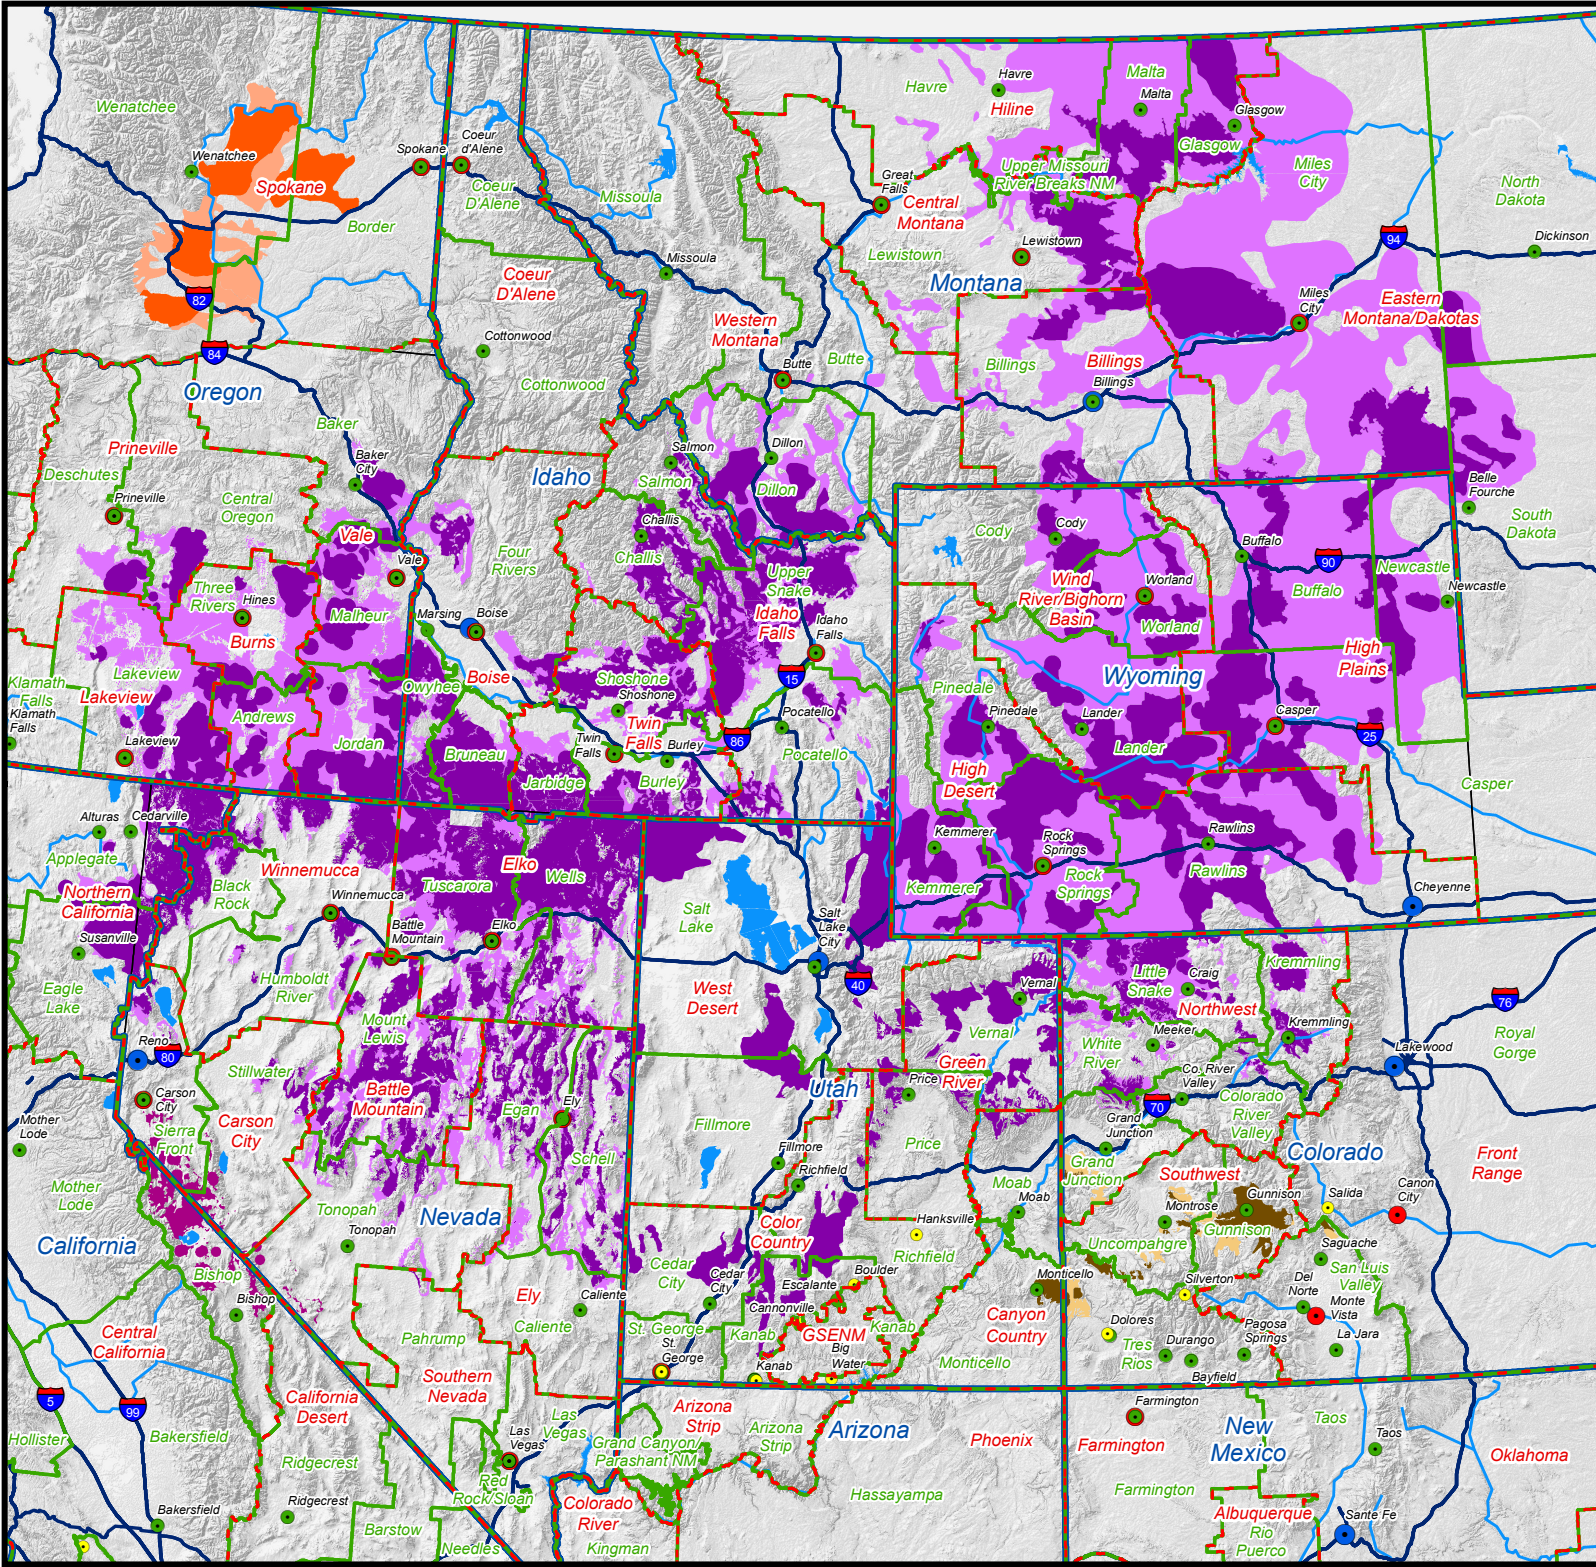 Havre
Havre
Hiline
Malta
Malta
Glasgow
Glasgow
Wenatchee
Wenatchee
Spokane
Spokane
Coeur
d'Alene
Coeur
D'Alene
Missoula
Border
Great
Falls
Central
Montana
Lewistown
Lewistown
Upper Missouri
River Breaks NM
Miles
City
North
Dakota
Dickinson
94
Montana
Missoula
Coeur
D'Alene
82
84
Cottonwood
Cottonwood
Western
Montana
Butte
Butte
Miles
City
Eastern
Montana/Dakotas
Billings
Billings
Billings
Oregon
Prineville
Baker
Baker
City
Deschutes
Prineville
Central
Oregon
Idaho
Salmon
Salmon
Dillon
Dillon
Challis
Challis
Belle
Fourche
South
Dakota
Cody
Cody
Vale
Vale
Four
Rivers
Upper
Snake
Idaho
Falls
Idaho
Falls
Buffalo
90
Buffalo
Newcastle
Newcastle
Wind
River/Bighorn
Basin
Worland
Worland
Three
Rivers
Hines
Burns
Malheur
Marsing
Boise
Boise
High
Plains
Wyoming
Klamath
Falls
Klamath
Falls
Lakeview
Lakeview
Lakeview
Andrews
Jordan
Owyhee
Bruneau
Shoshone
Shoshone
15
Twin
Falls
Twin
Falls
Burley
Burley
86
Pocatello
Pocatello
Jarbidge
Pinedale
Pinedale
Lander
Lander
Casper
25
High
Desert
Casper
Alturas
Cedarville
Applegate
Northern
California
Susanville
Winnemucca
Winnemucca
Black
Rock
Elko
Tuscarora
Wells
Elko
Battle
Mountain
Kemmerer
Kemmerer
Rock
Springs
Rock
Springs
Rawlins
Rawlins
Cheyenne
Salt
Lake
Salt
Lake
City
40
West
Desert
Eagle
Lake
Humboldt
River
Mount
Lewis
Reno
80
Stillwater
Battle
Mountain
Carson
City
Carson
City
Sierra
Front
Egan
Ely
Schell
Vernal
Vernal
Little
Snake
Craig
Northwest
Kremmling
Kremmling
Meeker
White
River
Green
River
Price
Price
Utah
Co. River
Valley
70
Colorado
River
Valley
Lakewood
76
Royal
Gorge
Mother
Lode
Mother
Lode
Fillmore
Fillmore
Richfield
Grand
Junction
Grand
Junction
Colorado
Front
Range
Southwest
Gunnison
Gunnison
Montrose
Salida
Canon
City
Moab
Moab
Tonopah
Tonopah
Nevada
Color
Country
Hanksville
Richfield
Uncompahgre
Saguache
San Luis
Valley
California
Bishop
Bishop
Cedar
City
Cedar
City
Escalante
Boulder
Cannonville
Monticello
Silverton
Del
Norte
Monte
Vista
Ely
Caliente
Caliente
Central
California
Pahrump
Southern
Nevada
St. George
St.
George
Kanab
Kanab
Kanab
GSENM
Big
Water
Canyon
Country
Monticello
Dolores
Tres
Rios
Durango
Pagosa
Springs
Bayfield
La Jara
5
99
Hollister
Bakersfield
Bakersfield
California
Desert
Ridgecrest
Ridgecrest
Barstow
Needles
Las
Vegas
Las
Vegas
Red
Rock/Sloan
Grand Canyon/
Parashant NM
Colorado
River
Kingman
Arizona
Strip
Arizona
Strip
Arizona
Hassayampa
Phoenix
Farmington
Farmington
Farmington
New
Mexico
Taos
Taos
Albuquerque
Rio
Puerco
Santa Fe
Oklahoma